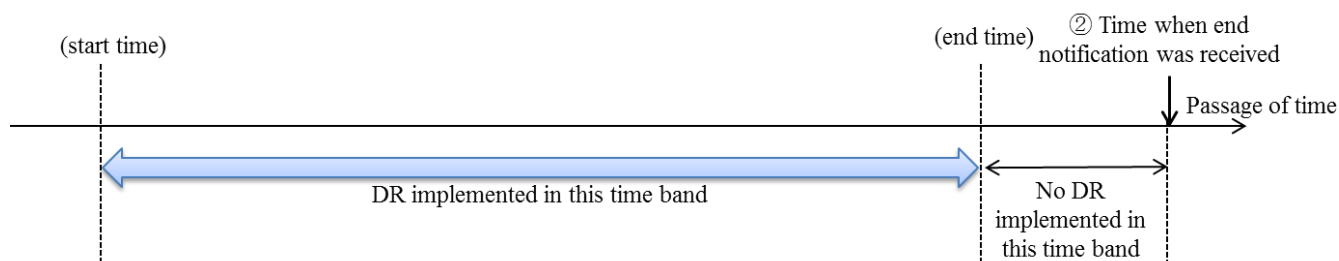 (start time)
(end time)
② Time when end
notification was received
Passage of time
DR implemented in this time band
No DR
implemented in
this time band